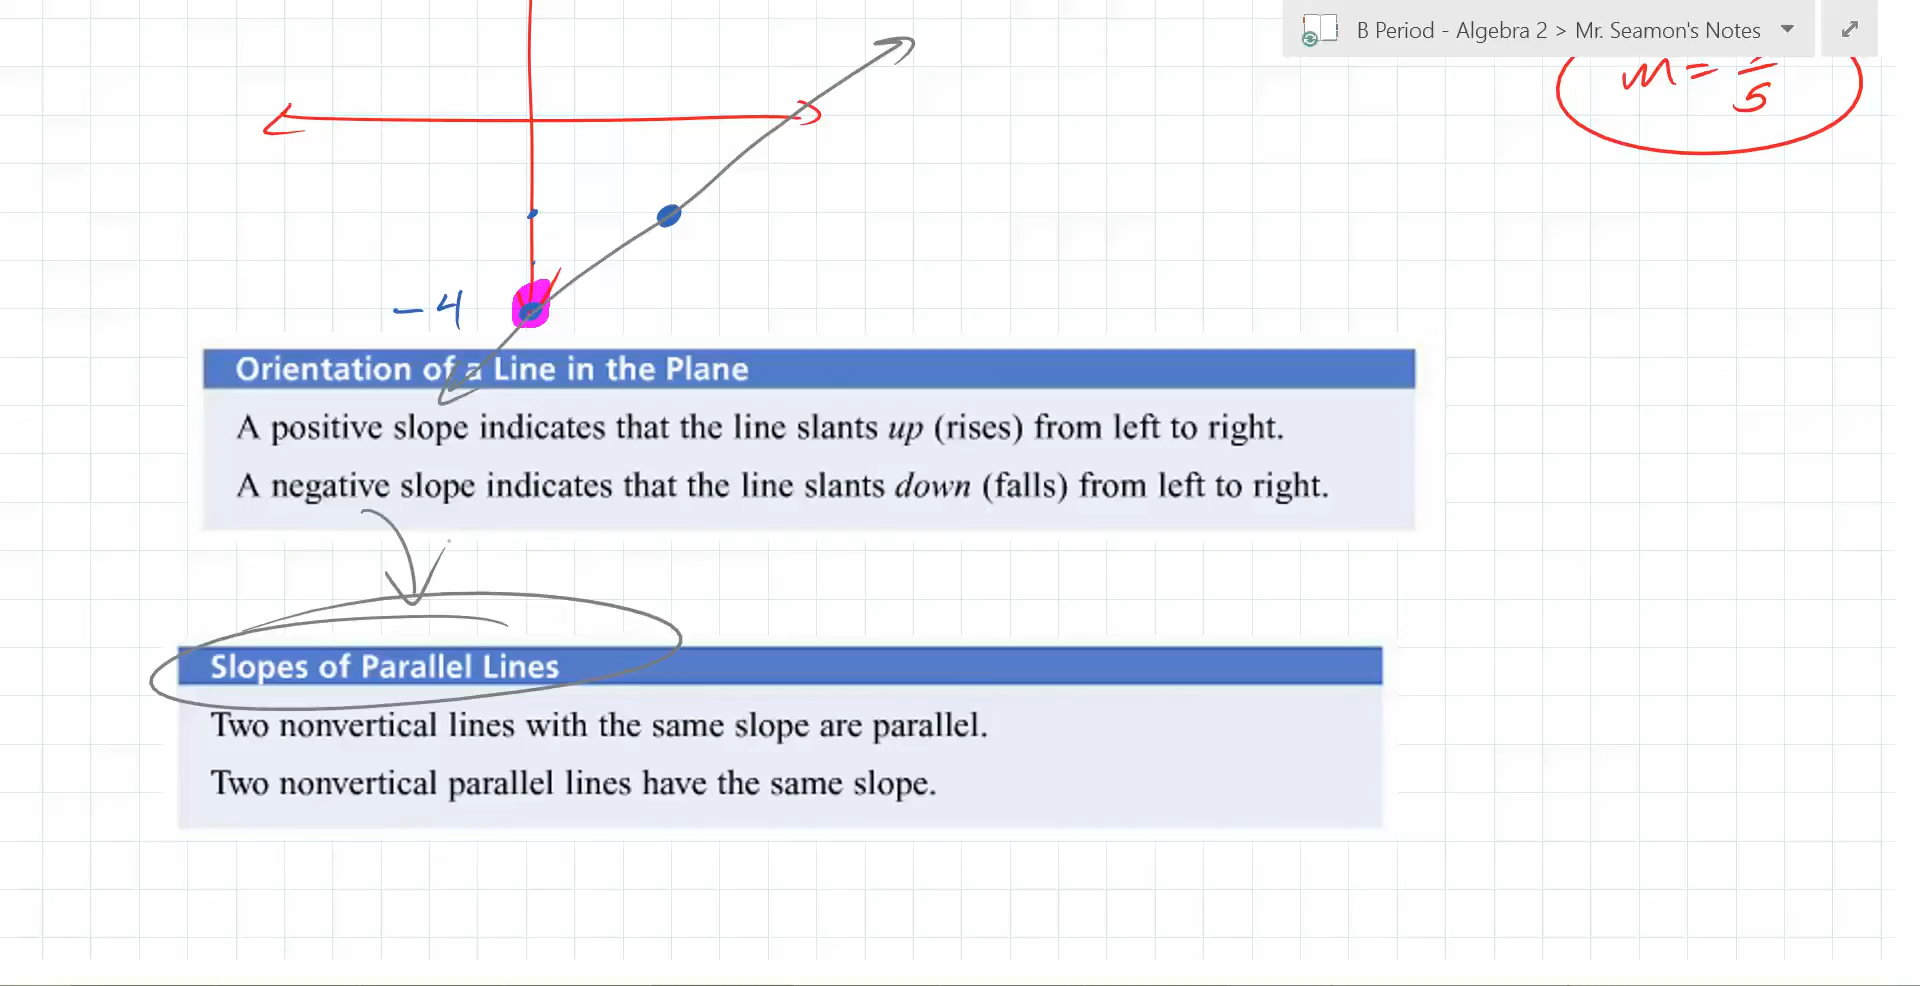 B Period - Algebra 2 > Mr. Seamon's Notes
m = 5
-4
Orientation of a Line in the Plane
A positive slope indicates that the line slants up (rises) from left to right.
A negative slope indicates that the line slants down (falls) from left to right.
Slopes of Parallel Lines
Two nonvertical lines with the same slope are parallel.
Two nonvertical parallel lines have the same slope.